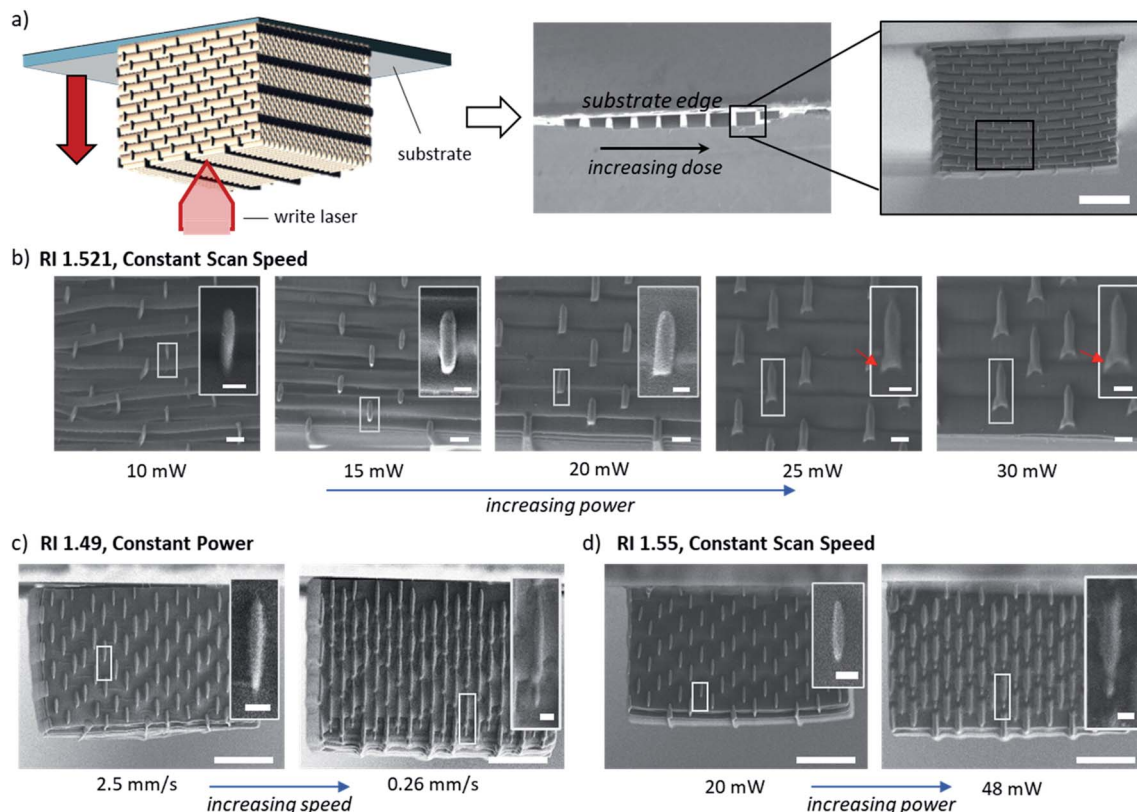 a)
substrate
write laser
substrate edge
increasing dose
b) RI 1.521, Constant Scan Speed
10 mW
15 mW
20 mW
25 mW
30 mW
increasing power
c) RI 1.49, Constant Power
2.5 mm/s
0.26 mm/s
increasing speed
d) RI 1.55, Constant Scan Speed
20 mW
48 mW
increasing power